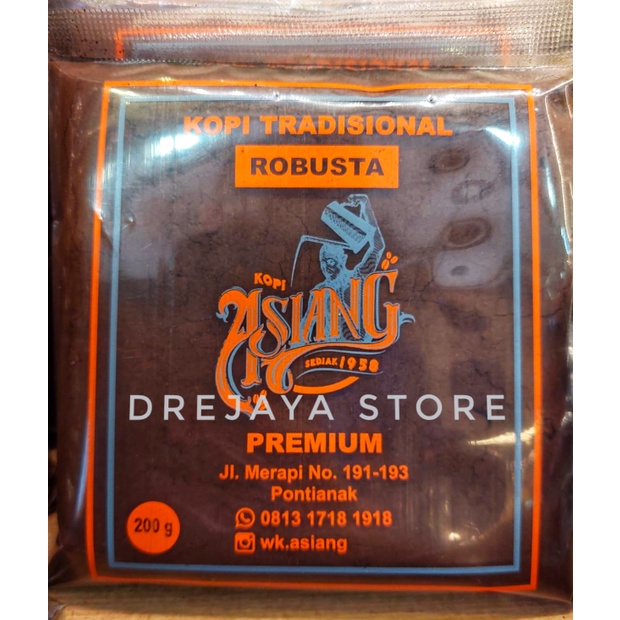 KOPI TRADISIONAL
ROBUSTA
KOPI
ASIANG
SEDJAK 1958
DREJAYA STORE
PREMIUM
Jl. Merapi No. 191-193
Pontianak
0813 1718 1918
200 g
wk.asiang